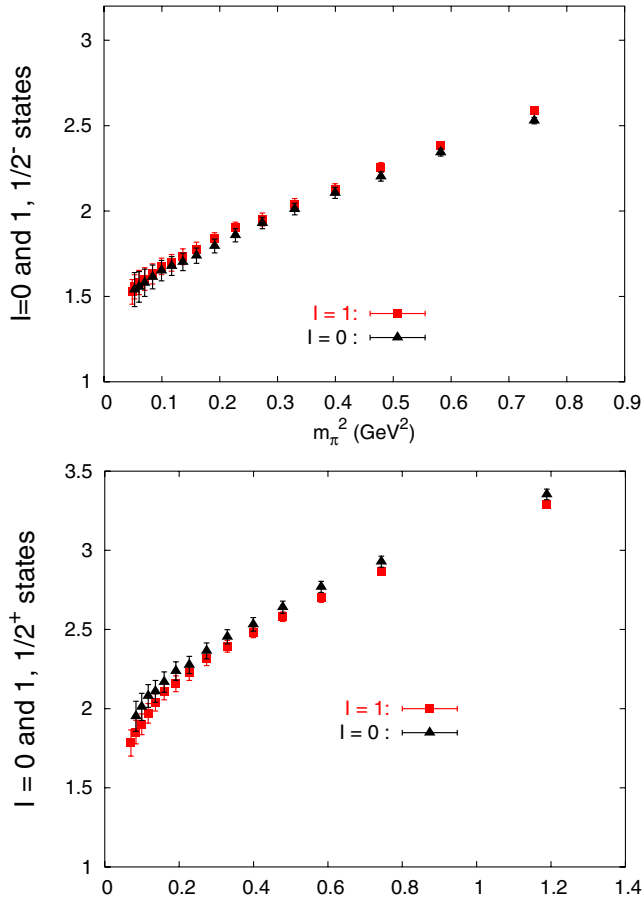 I=0 and 1, 1/2⁻ states
3
2.5
2
1.5
1
I = 1:
I = 0 :
0 0.1 0.2 0.3 0.4 0.5 0.6 0.7 0.8 0.9
mπ² (GeV²)
I = 0 and 1, 1/2⁺ states
3.5
3
2.5
2
1.5
1
I = 1:
I = 0 :
0 0.2 0.4 0.6 0.8 1 1.2 1.4